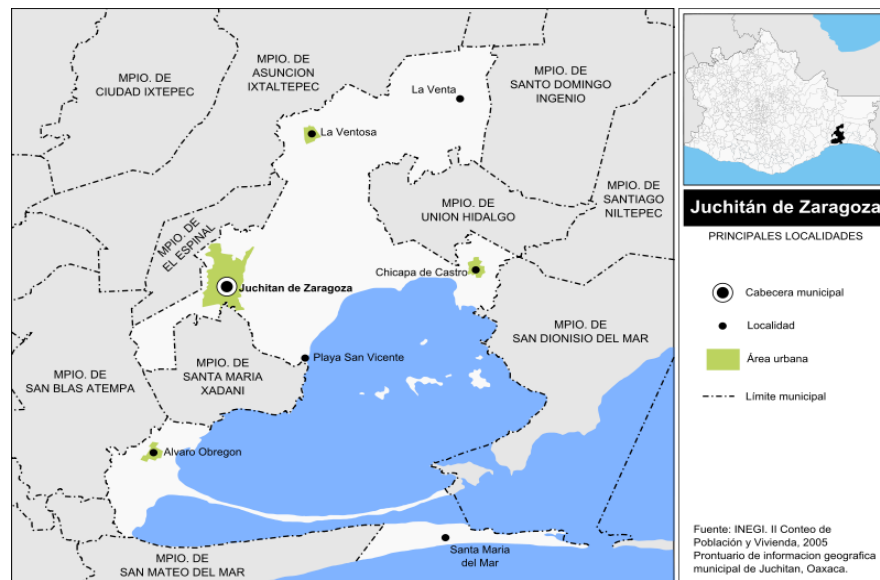 MPIO. DE
CIUDAD IXTEPEC
MPIO. DE
ASUNCION
IXTALTEPEC
La Venta
MPIO. DE
SANTO DOMINGO
INGENIO
La Ventosa
MPIO. DE
UNION HIDALGO
MPIO. DE
SANTIAGO
NILTEPEC
MPIO. DE
EL ESPINAL
Chicapa de Castro
Juchitan de Zaragoza
MPIO. DE
SAN DIONISIO DEL MAR
Playa San Vicente
MPIO. DE
SANTA MARIA
XADANI
MPIO. DE
SAN BLAS ATEMPA
Alvaro Obregon
Santa Maria
del Mar
MPIO. DE
SAN MATEO DEL MAR
Juchitán de Zaragoza
PRINCIPALES LOCALIDADES
Cabecera municipal
Localidad
Área urbana
Límite municipal
Fuente: INEGI. II Conteo de
Población y Vivienda, 2005
Prontuario de informacion geografica
municipal de Juchitan, Oaxaca.